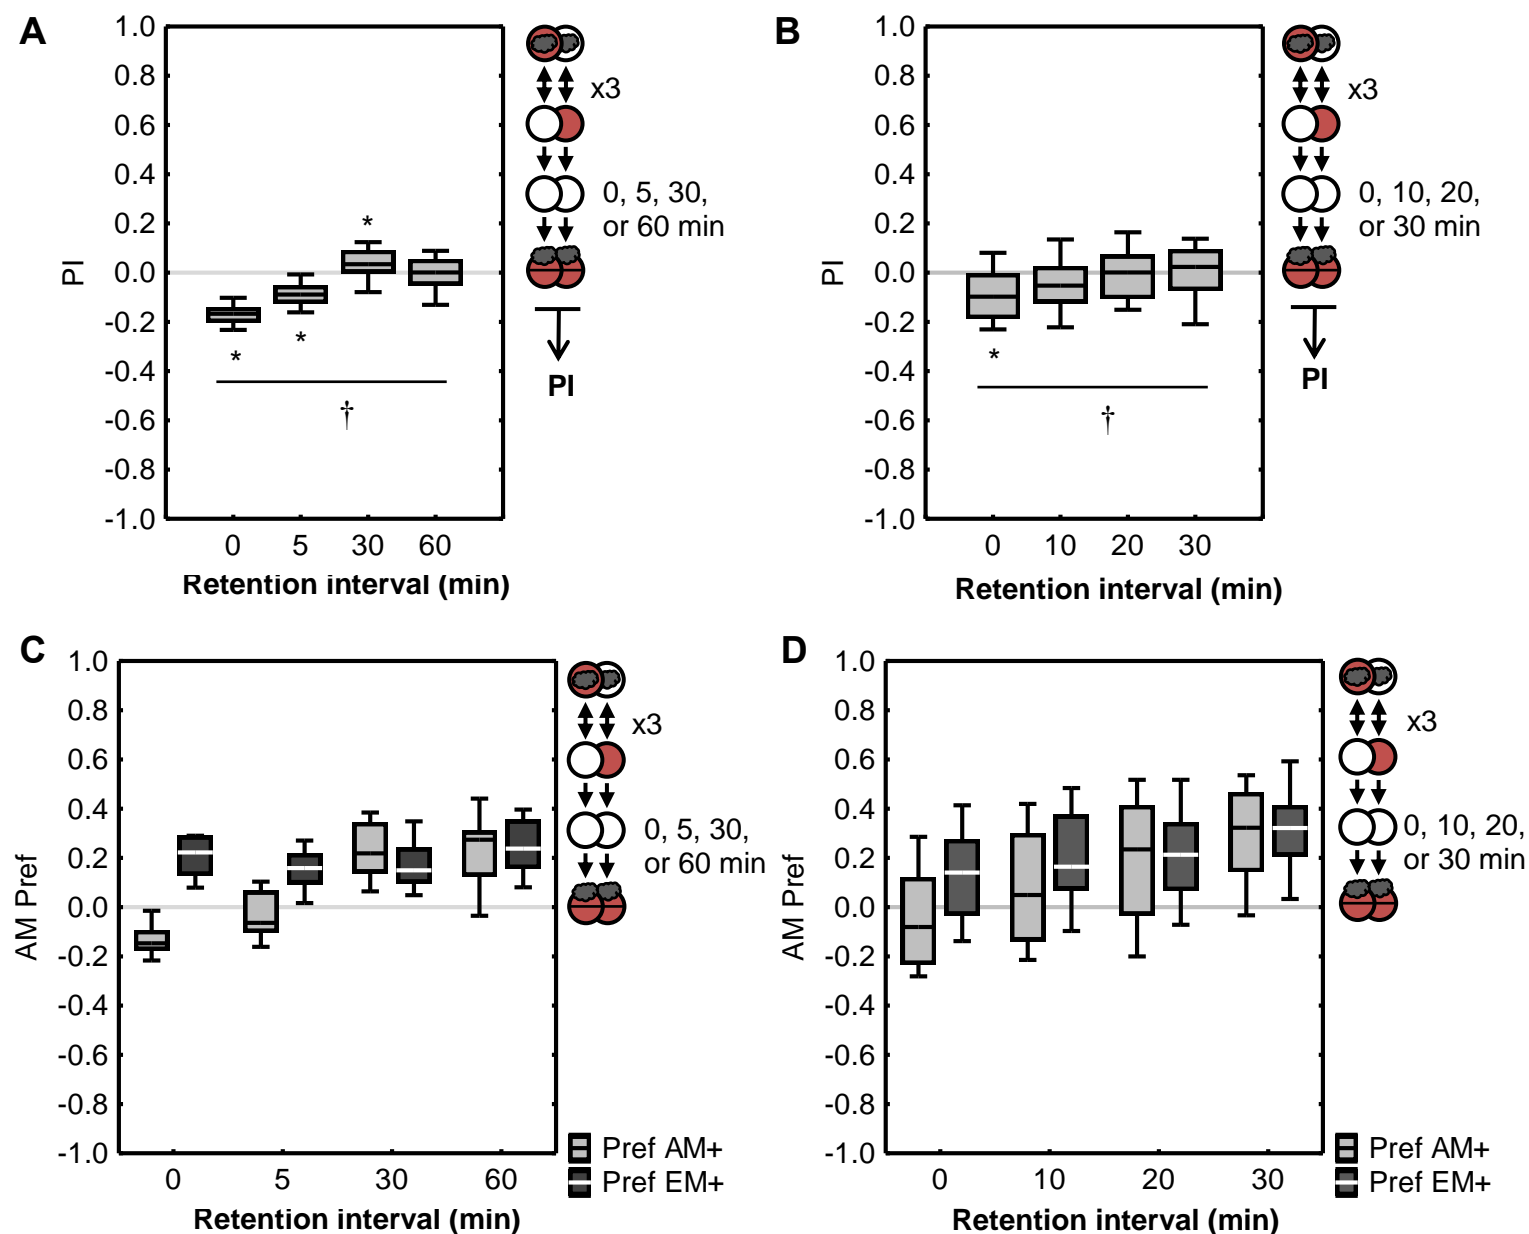 A
1.0
0.8
0.6
0.4
0.2
0.0
-0.2
-0.4
-0.6
-0.8
-1.0
PI
*
*
*
†
0 5 30 60
Retention interval (min)
x3
0, 5, 30,
or 60 min
PI
B
1.0
0.8
0.6
0.4
0.2
0.0
-0.2
-0.4
-0.6
-0.8
-1.0
PI
*
†
0 10 20 30
Retention interval (min)
x3
0, 10, 20,
or 30 min
PI
C
1.0
0.8
0.6
0.4
0.2
0.0
-0.2
-0.4
-0.6
-0.8
-1.0
AM Pref
0 5 30 60
Retention interval (min)
x3
0, 5, 30,
or 60 min
Pref AM+
Pref EM+
D
1.0
0.8
0.6
0.4
0.2
0.0
-0.2
-0.4
-0.6
-0.8
-1.0
AM Pref
0 10 20 30
Retention interval (min)
x3
0, 10, 20,
or 30 min
Pref AM+
Pref EM+